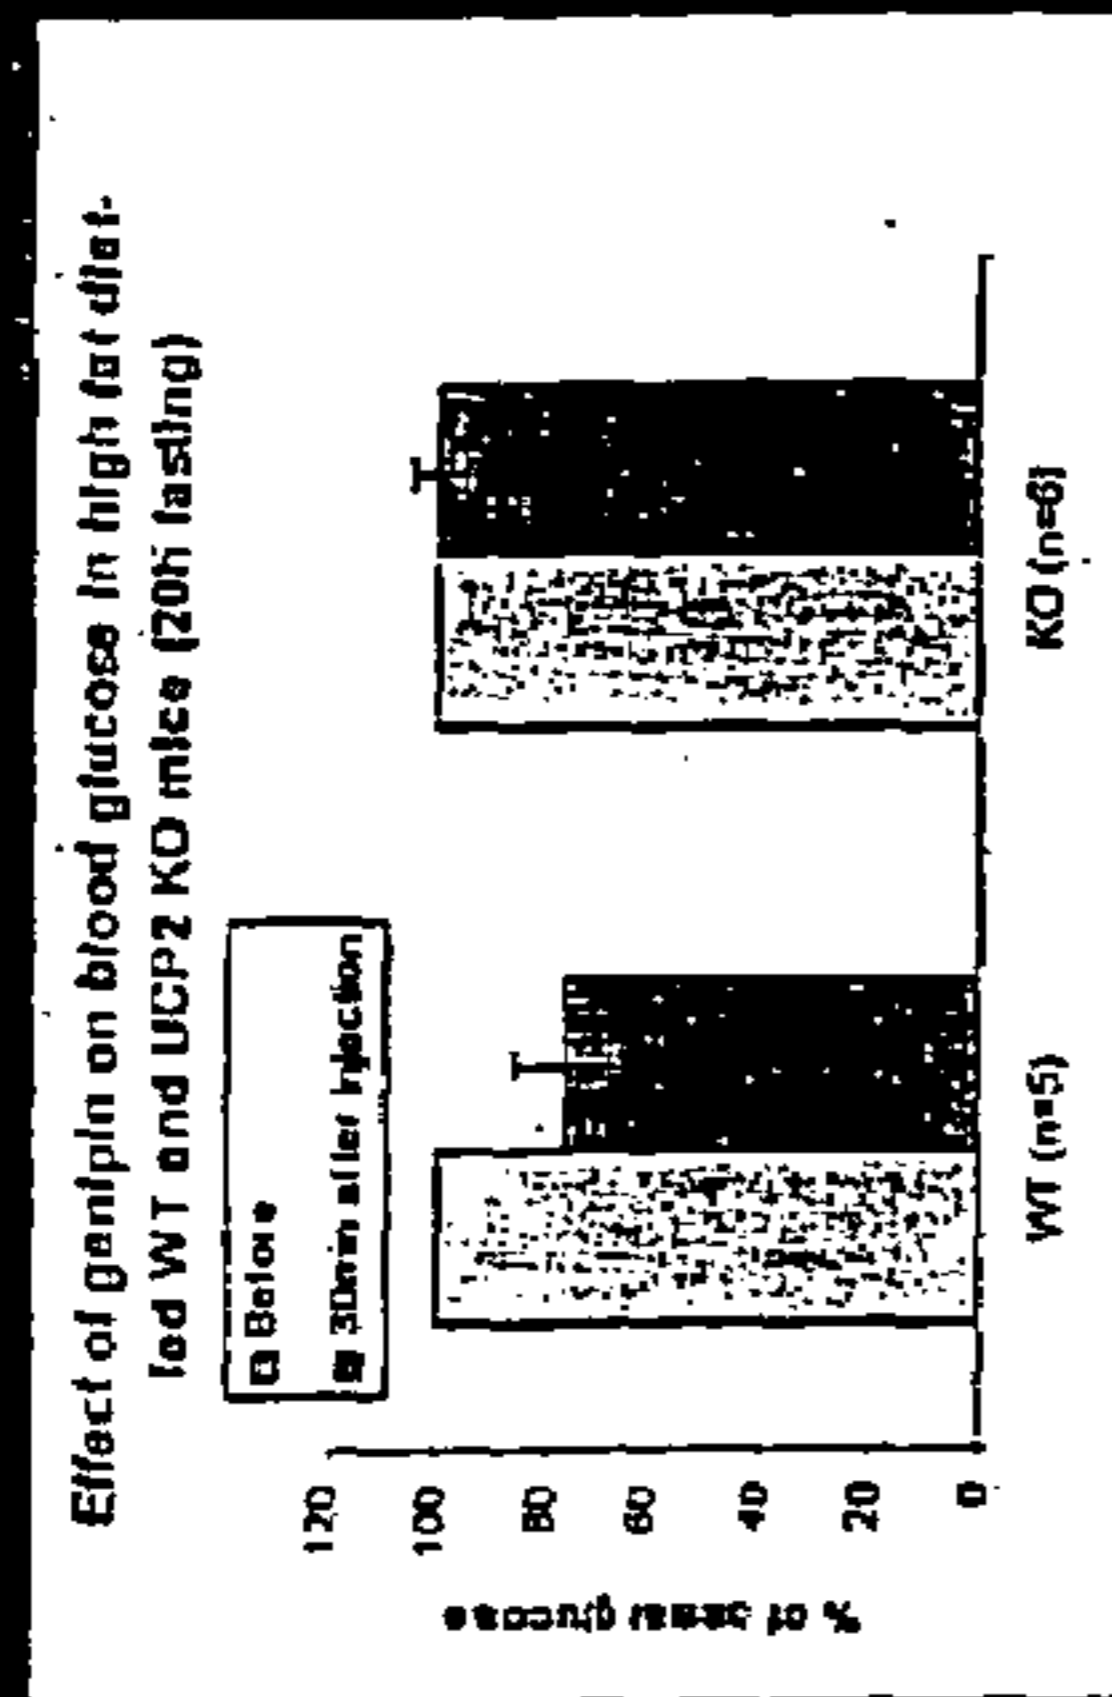 Effect of genipin on blood glucose in high fat diet-
fed WT and UCP2 KO mice (20h fasting)
Before
30min after injection
% of basal glucose
120
100
80
60
40
20
0
WT (n=5)
KO (n=6)